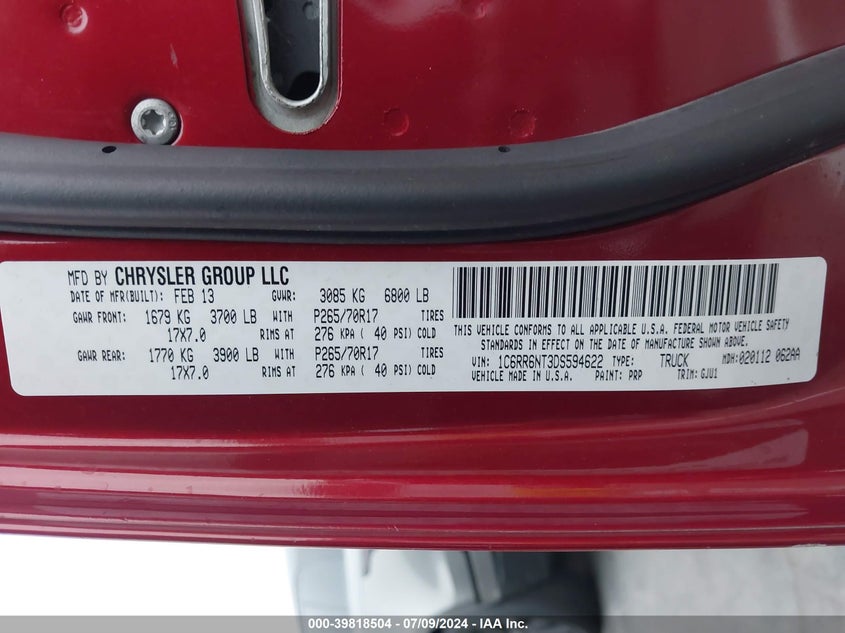 MFD BY CHRYSLER GROUP LLC
DATE OF MFR(BUILT): FEB 13 GVWR: 3085 KG 6800 LB
GAWR FRONT: 1679 KG 3700 LB WITH P265/70R17 TIRES
17X7.0 RIMS AT 276 KPA ( 40 PSI) COLD
GAWR REAR: 1770 KG 3900 LB WITH P265/70R17 TIRES
17X7.0 RIMS AT 276 KPA ( 40 PSI) COLD
THIS VEHICLE CONFORMS TO ALL APPLICABLE U.S.A. FEDERAL MOTOR VEHICLE SAFETY
STANDARDS IN EFFECT ON THE DATE OF MANUFACTURE SHOWN ABOVE.
VIN: 1C6RR6NT3DS594622 TYPE: TRUCK MDH:020112 062AA
VEHICLE MADE IN U.S.A. PAINT: PRP TRIM: GJU1
000-39818504 - 07/09/2024 - IAA Inc.